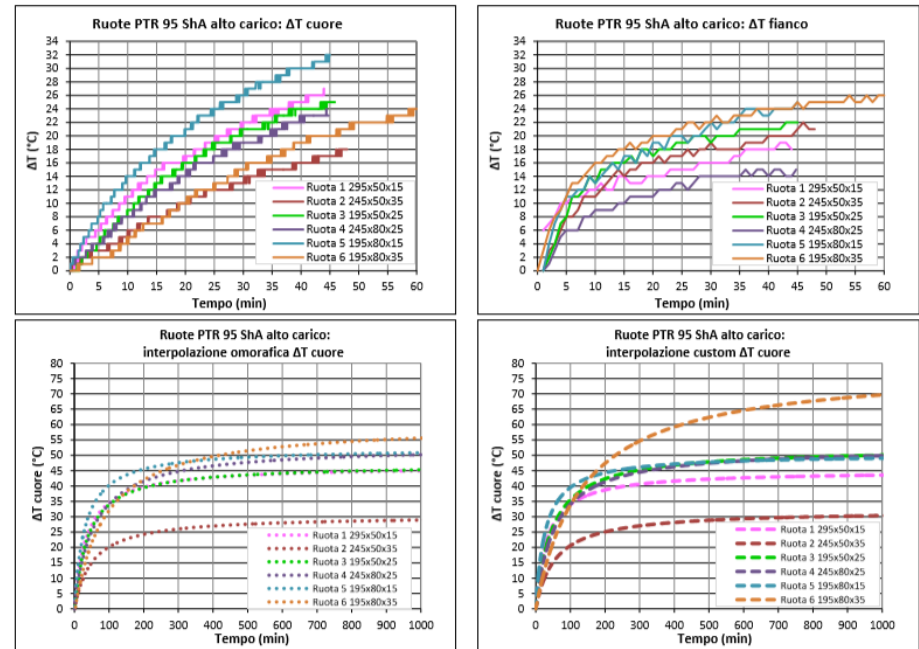 Ruote PTR 95 ShA alto carico: ΔT cuore
ΔT (°C)
34
32
30
28
26
24
22
20
18
16
14
12
10
8
6
4
2
0
Ruota 1 295x50x15
Ruota 2 245x50x35
Ruota 3 195x50x25
Ruota 4 245x80x25
Ruota 5 195x80x15
Ruota 6 195x80x35
0 5 10 15 20 25 30 35 40 45 50 55 60
Tempo (min)
Ruote PTR 95 ShA alto carico: ΔT fianco
ΔT (°C)
34
32
30
28
26
24
22
20
18
16
14
12
10
8
6
4
2
0
Ruota 1 295x50x15
Ruota 2 245x50x35
Ruota 3 195x50x25
Ruota 4 245x80x25
Ruota 5 195x80x15
Ruota 6 195x80x35
0 5 10 15 20 25 30 35 40 45 50 55 60
Tempo (min)
Ruote PTR 95 ShA alto carico:
interpolazione omorafica ΔT cuore
ΔT cuore (°C)
80
75
70
65
60
55
50
45
40
35
30
25
20
15
10
5
0
Ruota 1 295x50x15
Ruota 2 245x50x35
Ruota 3 195x50x25
Ruota 4 245x80x25
Ruota 5 195x80x15
Ruota 6 195x80x35
0 100 200 300 400 500 600 700 800 900 1000
Tempo (min)
Ruote PTR 95 ShA alto carico:
interpolazione custom ΔT cuore
ΔT cuore (°C)
80
75
70
65
60
55
50
45
40
35
30
25
20
15
10
5
0
Ruota 1 295x50x15
Ruota 2 245x50x35
Ruota 3 195x50x25
Ruota 4 245x80x25
Ruota 5 195x80x15
Ruota 6 195x80x35
0 100 200 300 400 500 600 700 800 900 1000
Tempo (min)